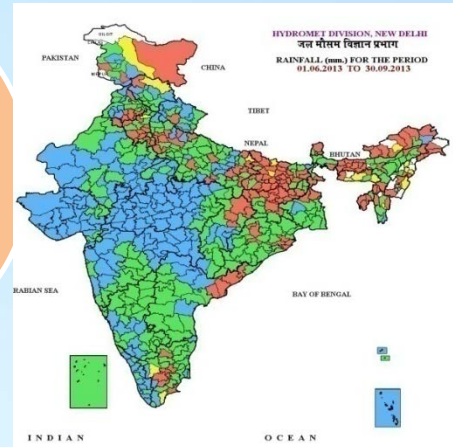 HYDROMET DIVISION, NEW DELHI
जल मौसम विज्ञान प्रभाग
RAINFALL (mm.) FOR THE PERIOD
01.06.2013 TO 30.09.2013
PAKISTAN
CHINA
TIBET
NEPAL
BHUTAN
RABIAN SEA
BAY OF BENGAL
INDIAN
OCEAN